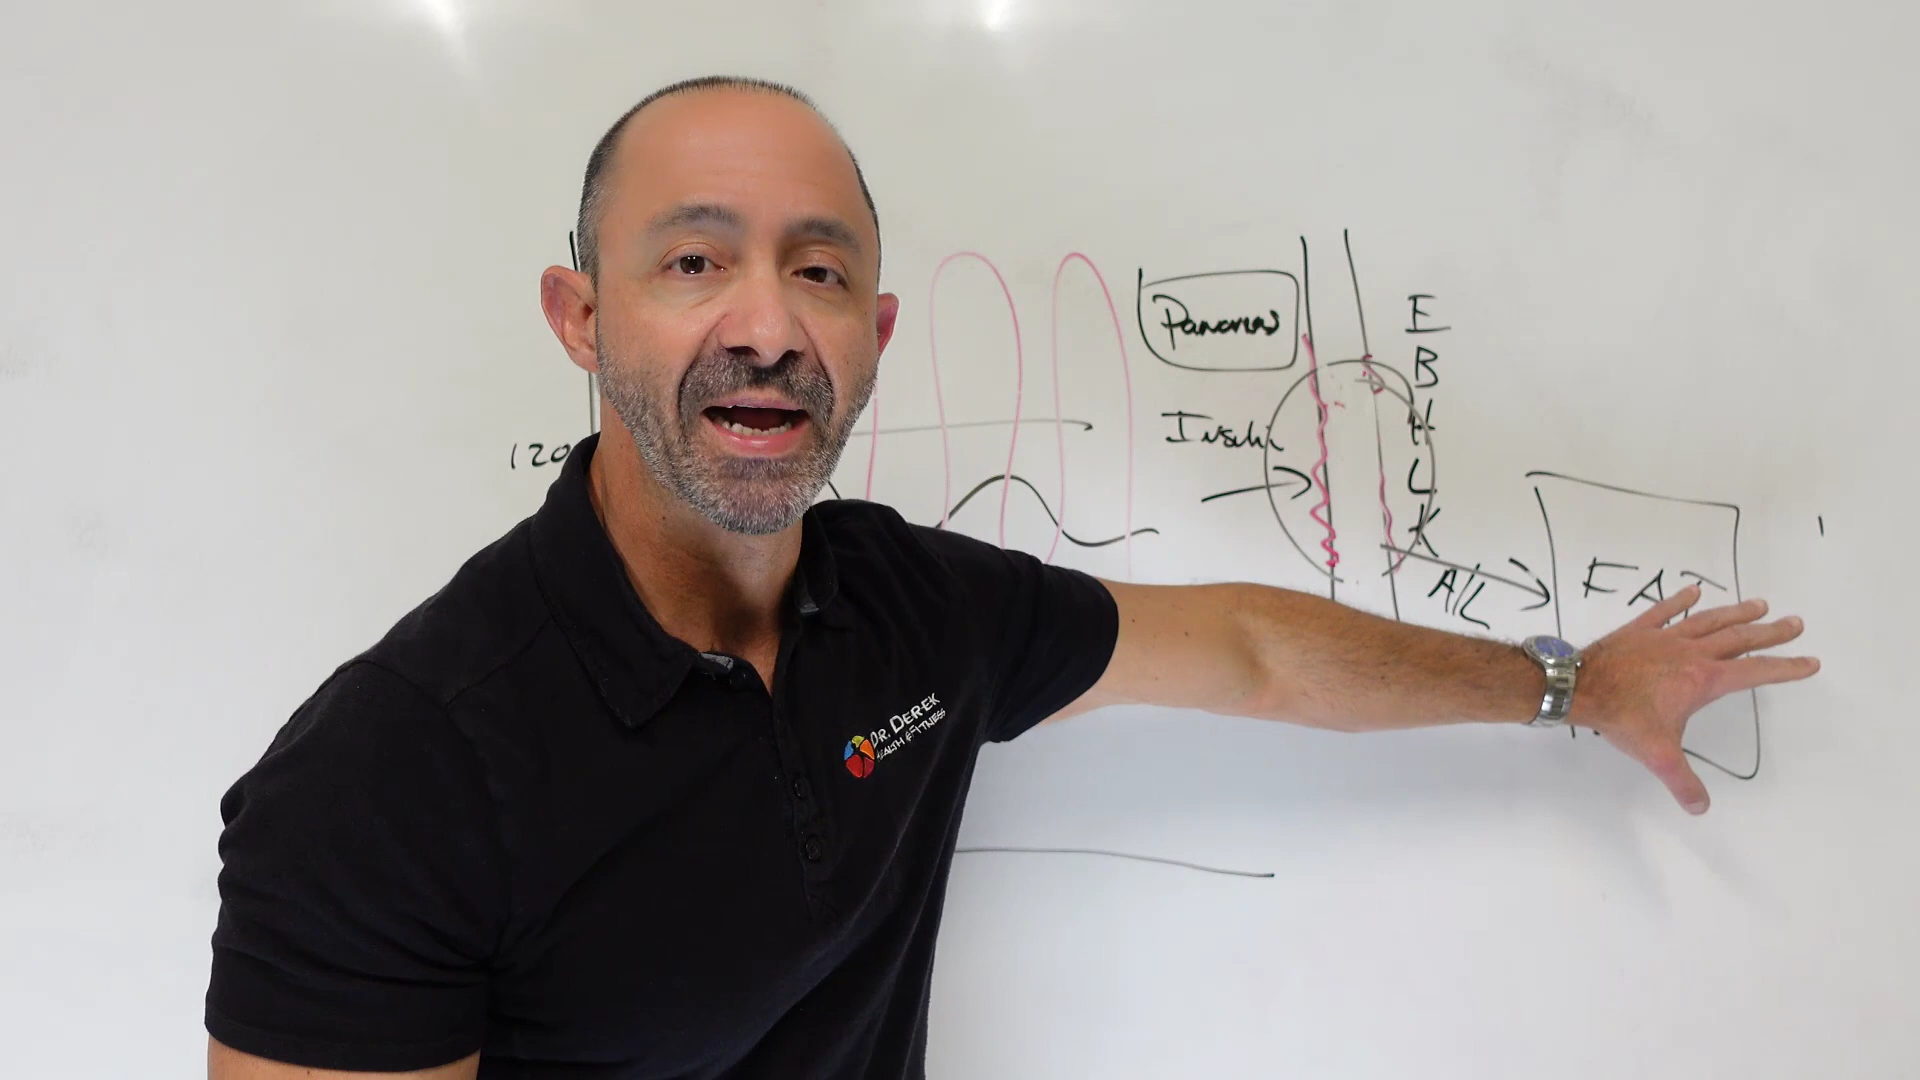 120
Pancreas
Insulin
E
B
H
L
K
A/L
FAT
DR. DEREK
HEALTH & FITNESS